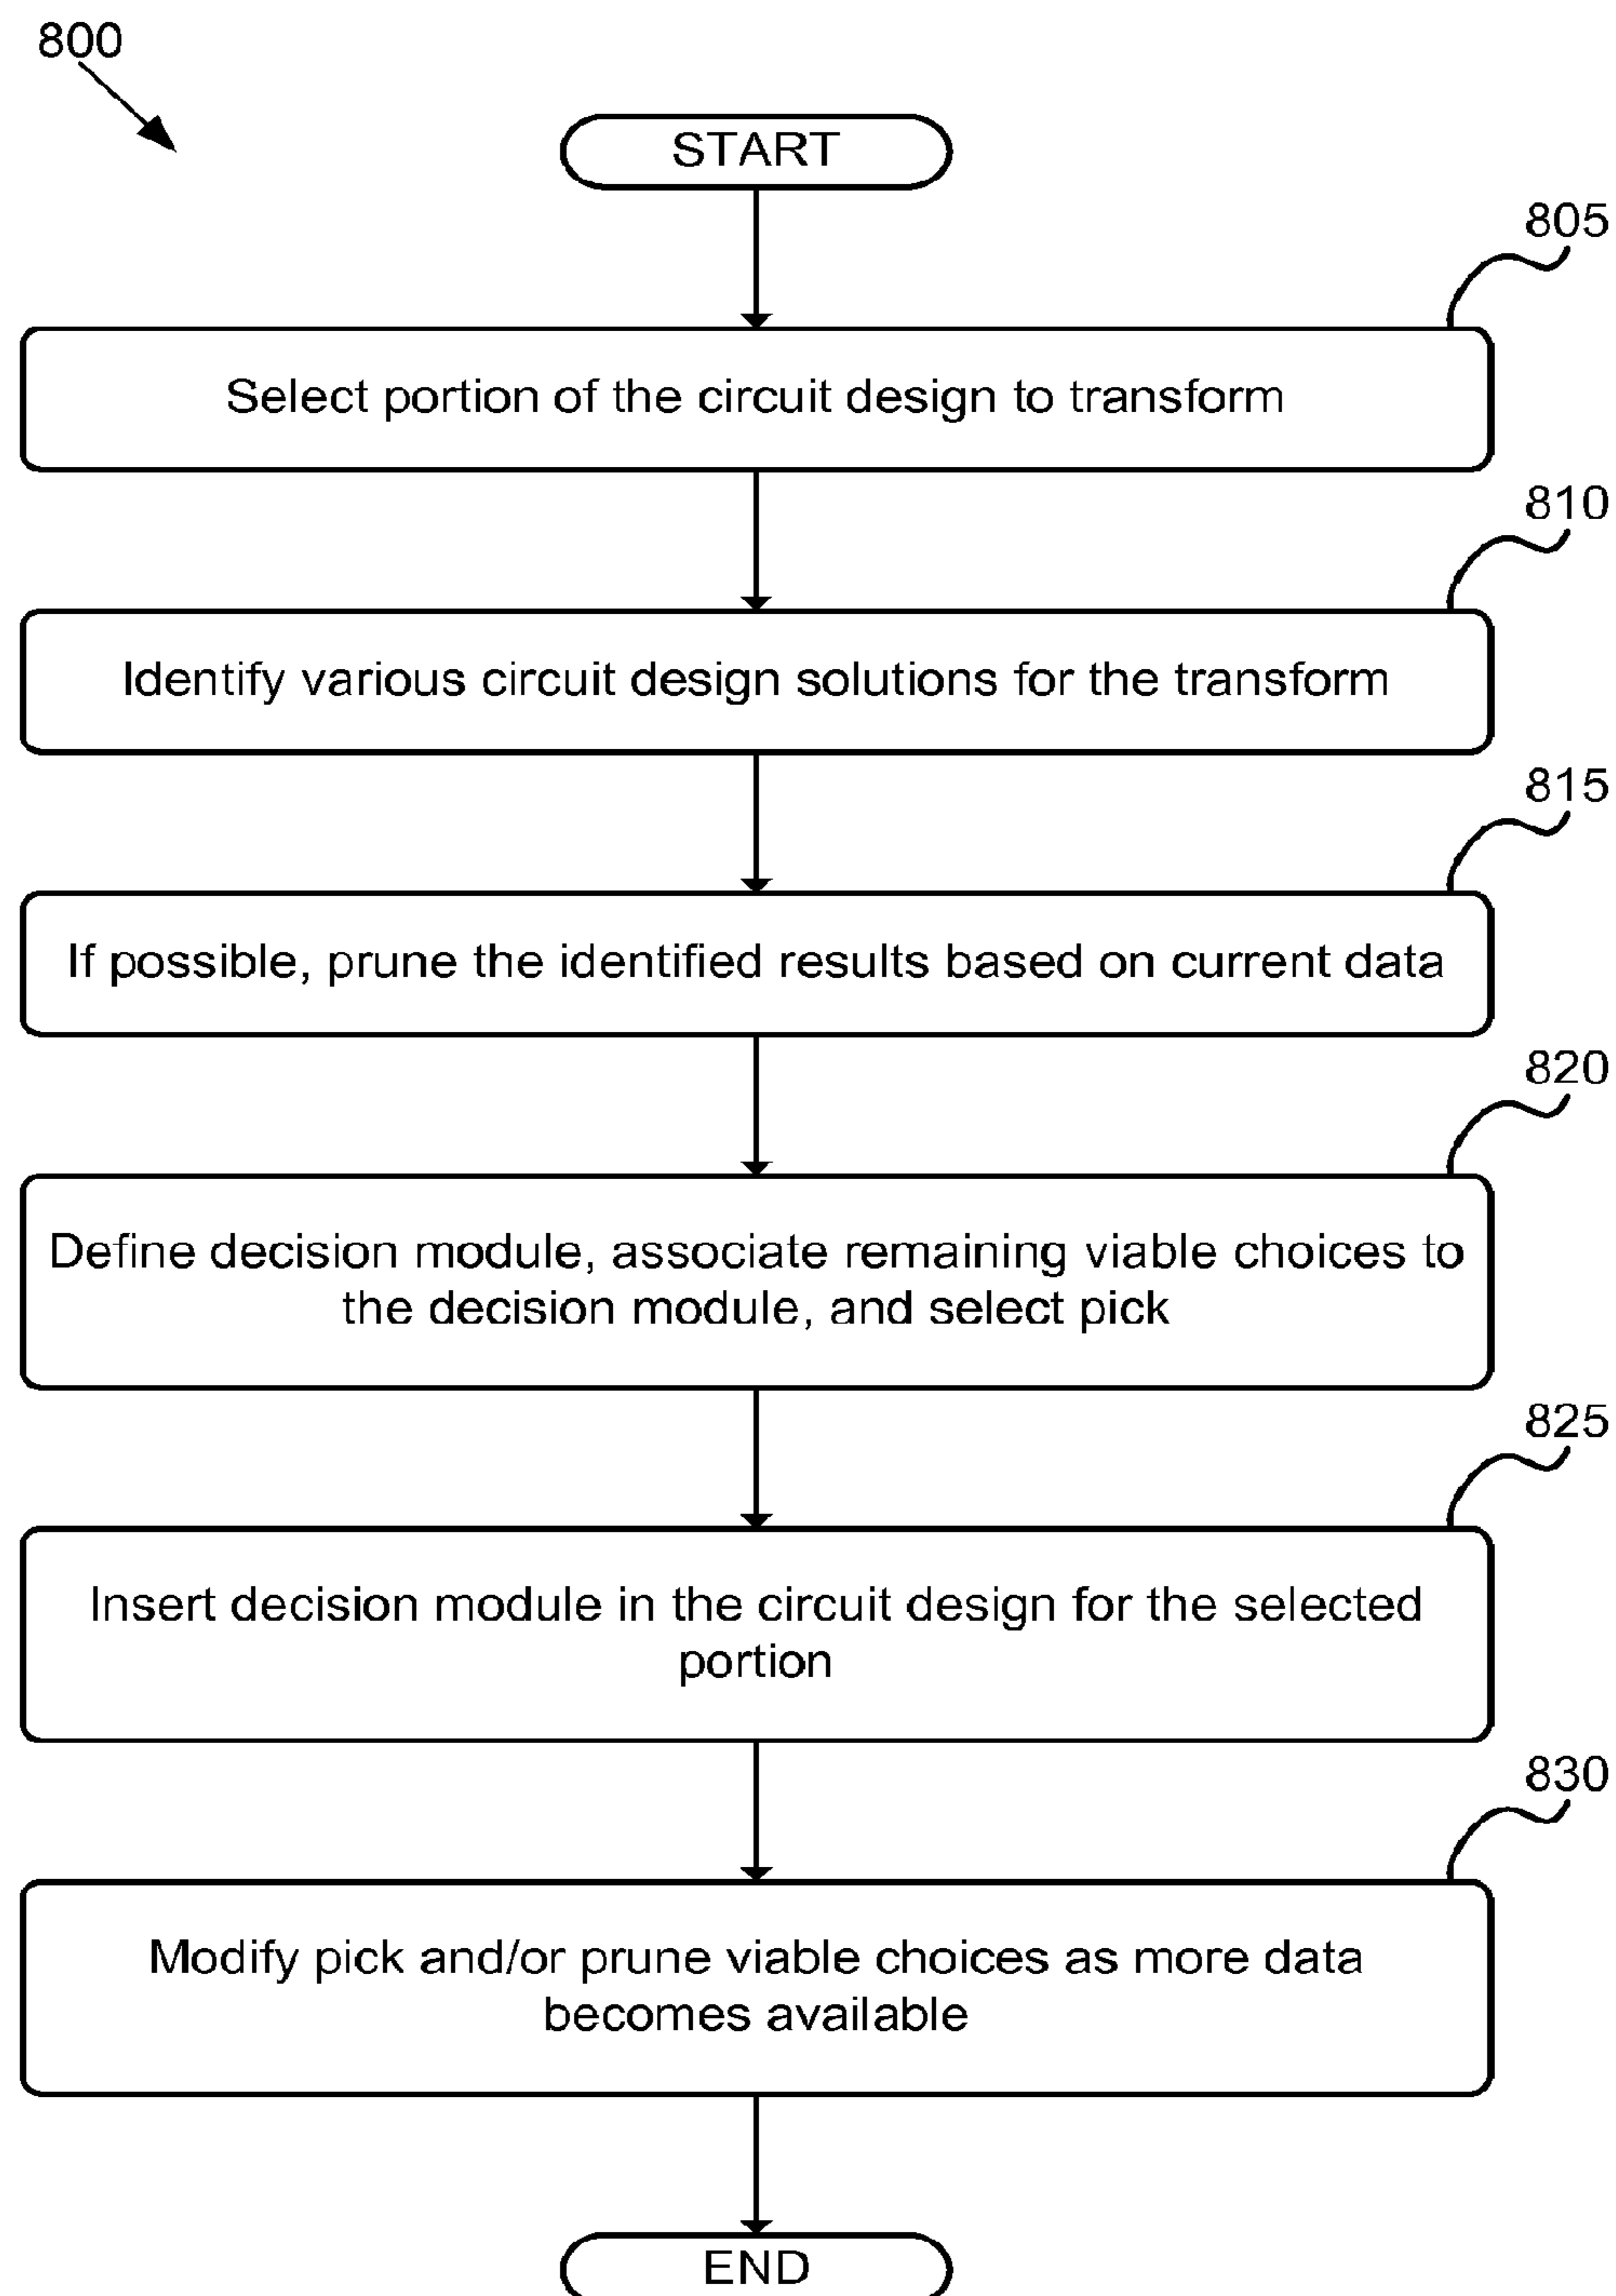 800
START
805
Select portion of the circuit design to transform
810
Identify various circuit design solutions for the transform
815
If possible, prune the identified results based on current data
820
Define decision module, associate remaining viable choices to
the decision module, and select pick
825
Insert decision module in the circuit design for the selected
portion
830
Modify pick and/or prune viable choices as more data
becomes available
END